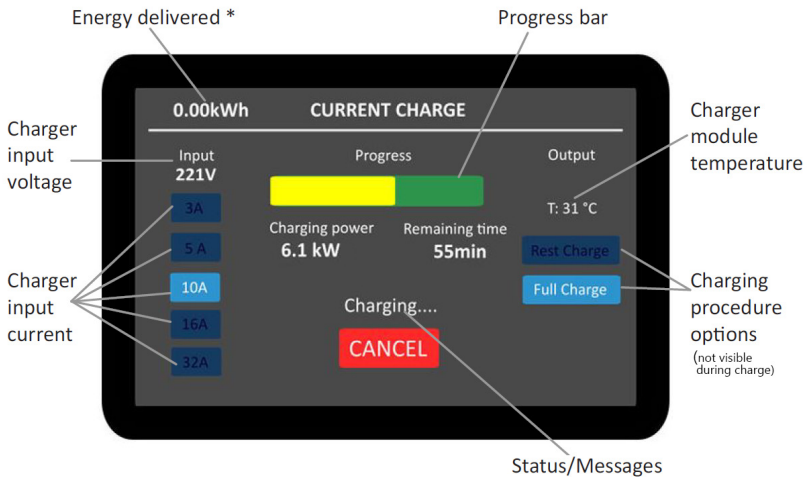 Energy delivered *
Progress bar
0.00kWh
CURRENT CHARGE
Charger
input
voltage
Charger
module
temperature
Input
221V
Progress
Output
3A
T: 31 °C
Charging power
6.1 kW
Remaining time
55min
5 A
Rest Charge
Charger
input
current
10A
Full Charge
Charging
procedure
options
(not visible
during charge)
Charging....
16A
CANCEL
32A
Status/Messages